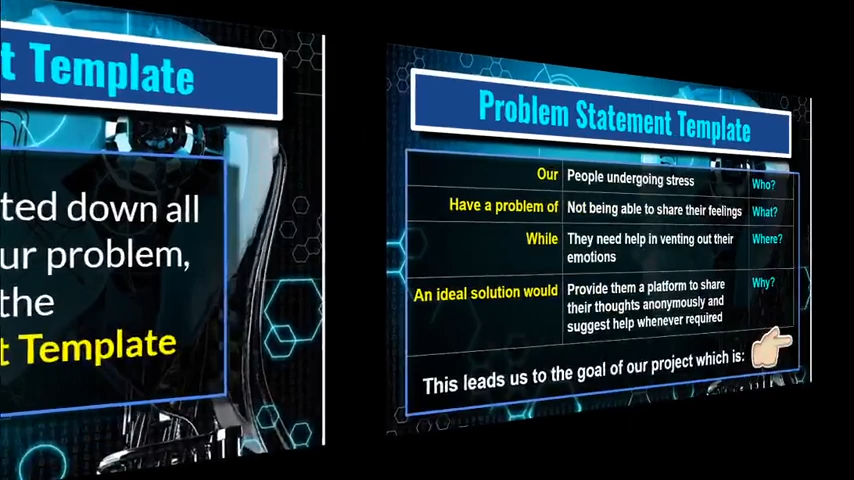 t Template
ted down all
ur problem,
the
t Template
Problem Statement Template
Our People undergoing stress Who?
Have a problem of Not being able to share their feelings What?
While They need help in venting out their Where?
emotions
An ideal solution would Provide them a platform to share Why?
their thoughts anonymously and
suggest help whenever required
This leads us to the goal of our project which is: